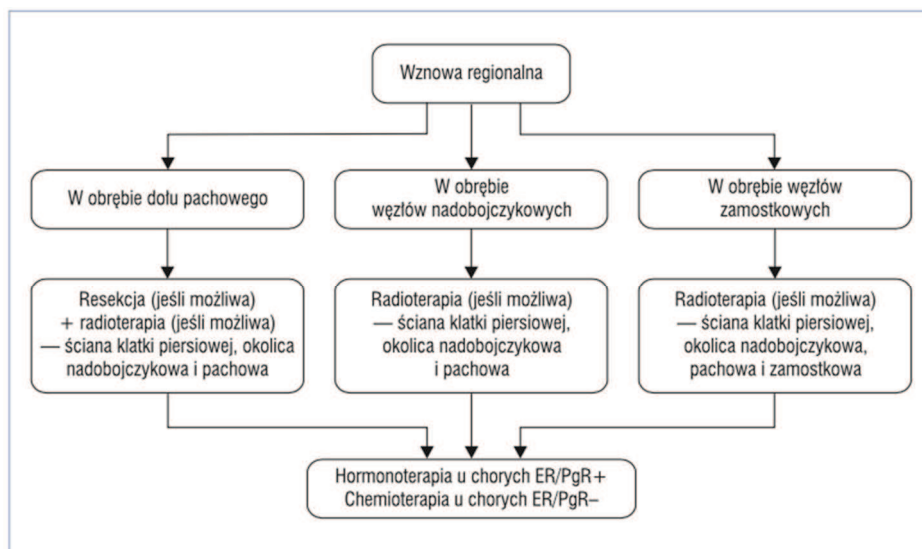 Wznowa regionalna
W obrębie dołu pachowego
W obrębie
węzłów nadobojczykowych
W obrębie węzłów
zamostkowych
Resekcja (jeśli możliwa)
+ radioterapia (jeśli możliwa)
— ściana klatki piersiowej, okolica
nadobojczykowa i pachowa
Radioterapia (jeśli możliwa)
— ściana klatki piersiowej,
okolica nadobojczykowa
i pachowa
Radioterapia (jeśli możliwa)
— ściana klatki piersiowej,
okolica nadobojczykowa,
pachowa i zamostkowa
Hormonoterapia u chorych ER/PgR+
Chemioterapia u chorych ER/PgR–